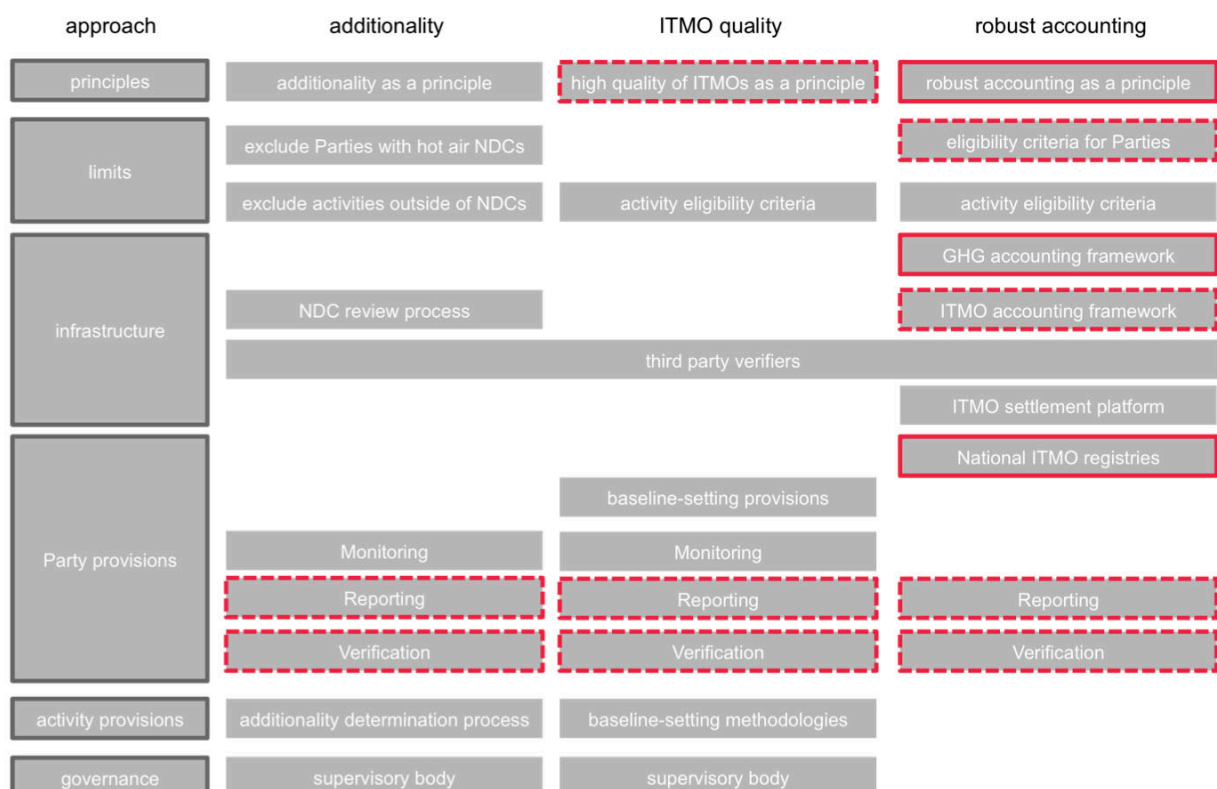 approach additionality ITMO quality robust accounting
principles additionality as a principle high quality of ITMOs as a principle robust accounting as a principle
exclude Parties with hot air NDCs eligibility criteria for Parties
limits
exclude activities outside of NDCs activity eligibility criteria activity eligibility criteria
GHG accounting framework
NDC review process ITMO accounting framework
infrastructure
third party verifiers
ITMO settlement platform
National ITMO registries
baseline-setting provisions
Monitoring Monitoring
Party provisions
Reporting Reporting Reporting
Verification Verification Verification
activity provisions additionality determination process baseline-setting methodologies
governance supervisory body supervisory body